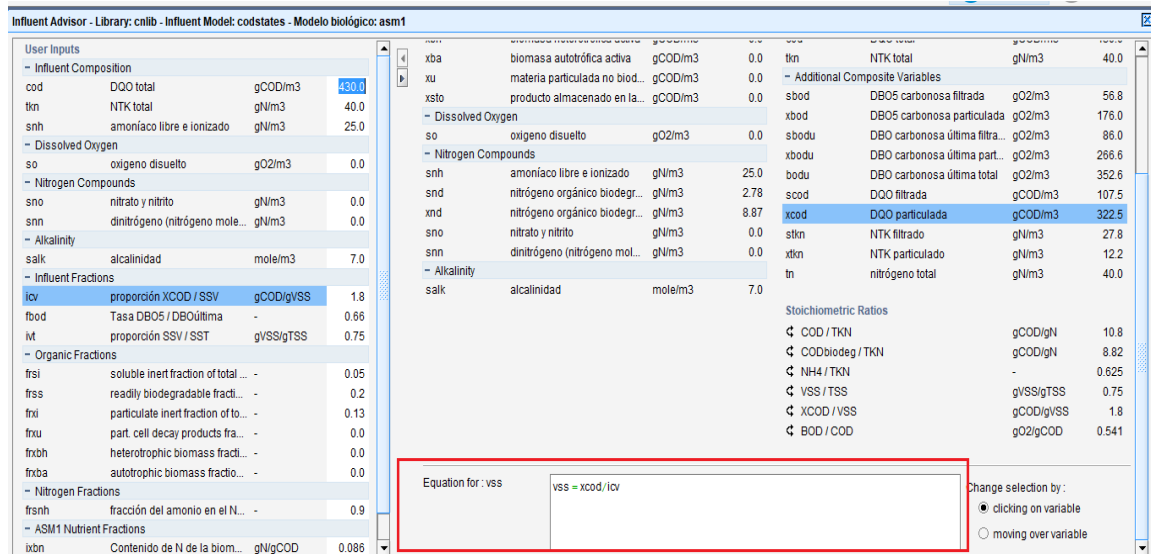 Influent Advisor - Library: cnlib - Influent Model: codstates - Modelo biológico: asm1
User Inputs
− Influent Composition
cod DQO total gCOD/m3 430.0
tkn NTK total gN/m3 40.0
snh amoníaco libre e ionizado gN/m3 25.0
− Dissolved Oxygen
so oxigeno disuelto gO2/m3 0.0
− Nitrogen Compounds
sno nitrato y nitrito gN/m3 0.0
snn dinitrógeno (nitrógeno mole... gN/m3 0.0
− Alkalinity
salk alcalinidad mole/m3 7.0
− Influent Fractions
icv proporción XCOD / SSV gCOD/gVSS 1.8
fbod Tasa DBO5 / DBOúltima - 0.66
ivt proporción SSV / SST gVSS/gTSS 0.75
− Organic Fractions
frsi soluble inert fraction of total ... - 0.05
frss readily biodegradable fracti... - 0.2
frxi particulate inert fraction of to... - 0.13
frxu part. cell decay products fra... - 0.0
frxbh heterotrophic biomass fracti... - 0.0
frxba autotrophic biomass fractio... - 0.0
− Nitrogen Fractions
frsnh fracción del amonio en el N... - 0.9
− ASM1 Nutrient Fractions
ixbn Contenido de N de la biom... gN/gCOD 0.086
xba biomasa autotrófica activa gCOD/m3 0.0
xu materia particulada no biod... gCOD/m3 0.0
xsto producto almacenado en la... gCOD/m3 0.0
− Dissolved Oxygen
so oxigeno disuelto gO2/m3 0.0
− Nitrogen Compounds
snh amoníaco libre e ionizado gN/m3 25.0
snd nitrógeno orgánico biodegr... gN/m3 2.78
xnd nitrógeno orgánico biodegr... gN/m3 8.87
sno nitrato y nitrito gN/m3 0.0
snn dinitrógeno (nitrógeno mol... gN/m3 0.0
− Alkalinity
salk alcalinidad mole/m3 7.0
tkn NTK total gN/m3 40.0
− Additional Composite Variables
sbod DBO5 carbonosa filtrada gO2/m3 56.8
xbod DBO5 carbonosa particulada gO2/m3 176.0
sbodu DBO carbonosa última filtra... gO2/m3 86.0
xbodu DBO carbonosa última part... gO2/m3 266.6
bodu DBO carbonosa última total gO2/m3 352.6
scod DQO filtrada gCOD/m3 107.5
xcod DQO particulada gCOD/m3 322.5
stkn NTK filtrado gN/m3 27.8
xtkn NTK particulado gN/m3 12.2
tn nitrógeno total gN/m3 40.0
Stoichiometric Ratios
COD / TKN gCOD/gN 10.8
CODbiodeg / TKN gCOD/gN 8.82
NH4 / TKN - 0.625
VSS / TSS gVSS/gTSS 0.75
XCOD / VSS gCOD/gVSS 1.8
BOD / COD gO2/gCOD 0.541
Equation for : vss
vss = xcod/icv
Change selection by :
clicking on variable
moving over variable